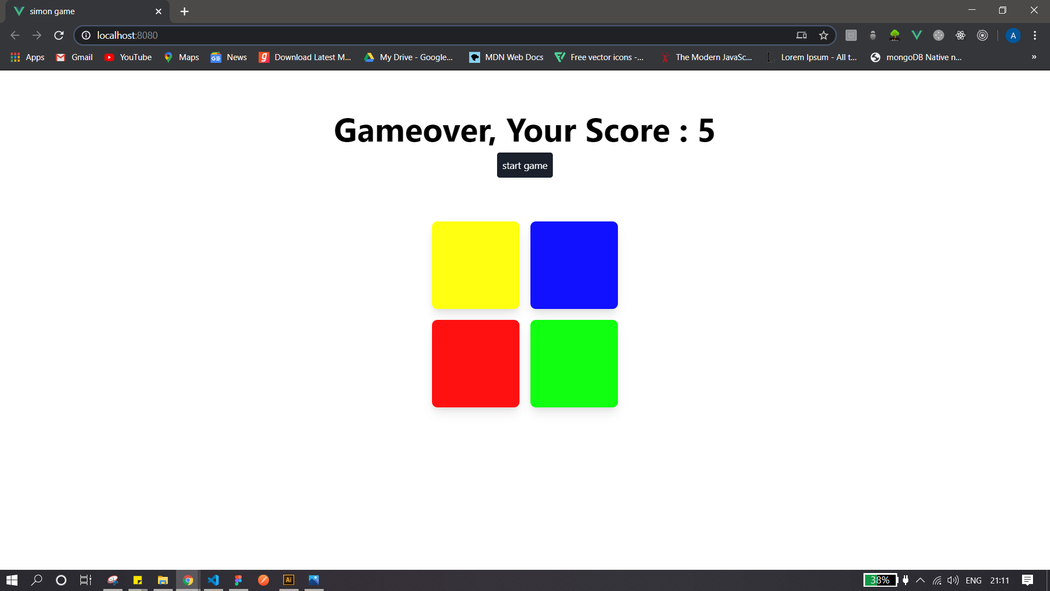 simon game
localhost:8080
A
Apps Gmail YouTube Maps News Download Latest M... My Drive - Google... MDN Web Docs Free vector icons -... The Modern JavaSc... Lorem Ipsum - All t... mongoDB Native n... »
Gameover, Your Score : 5
start game
Ai 38% ENG 21:11